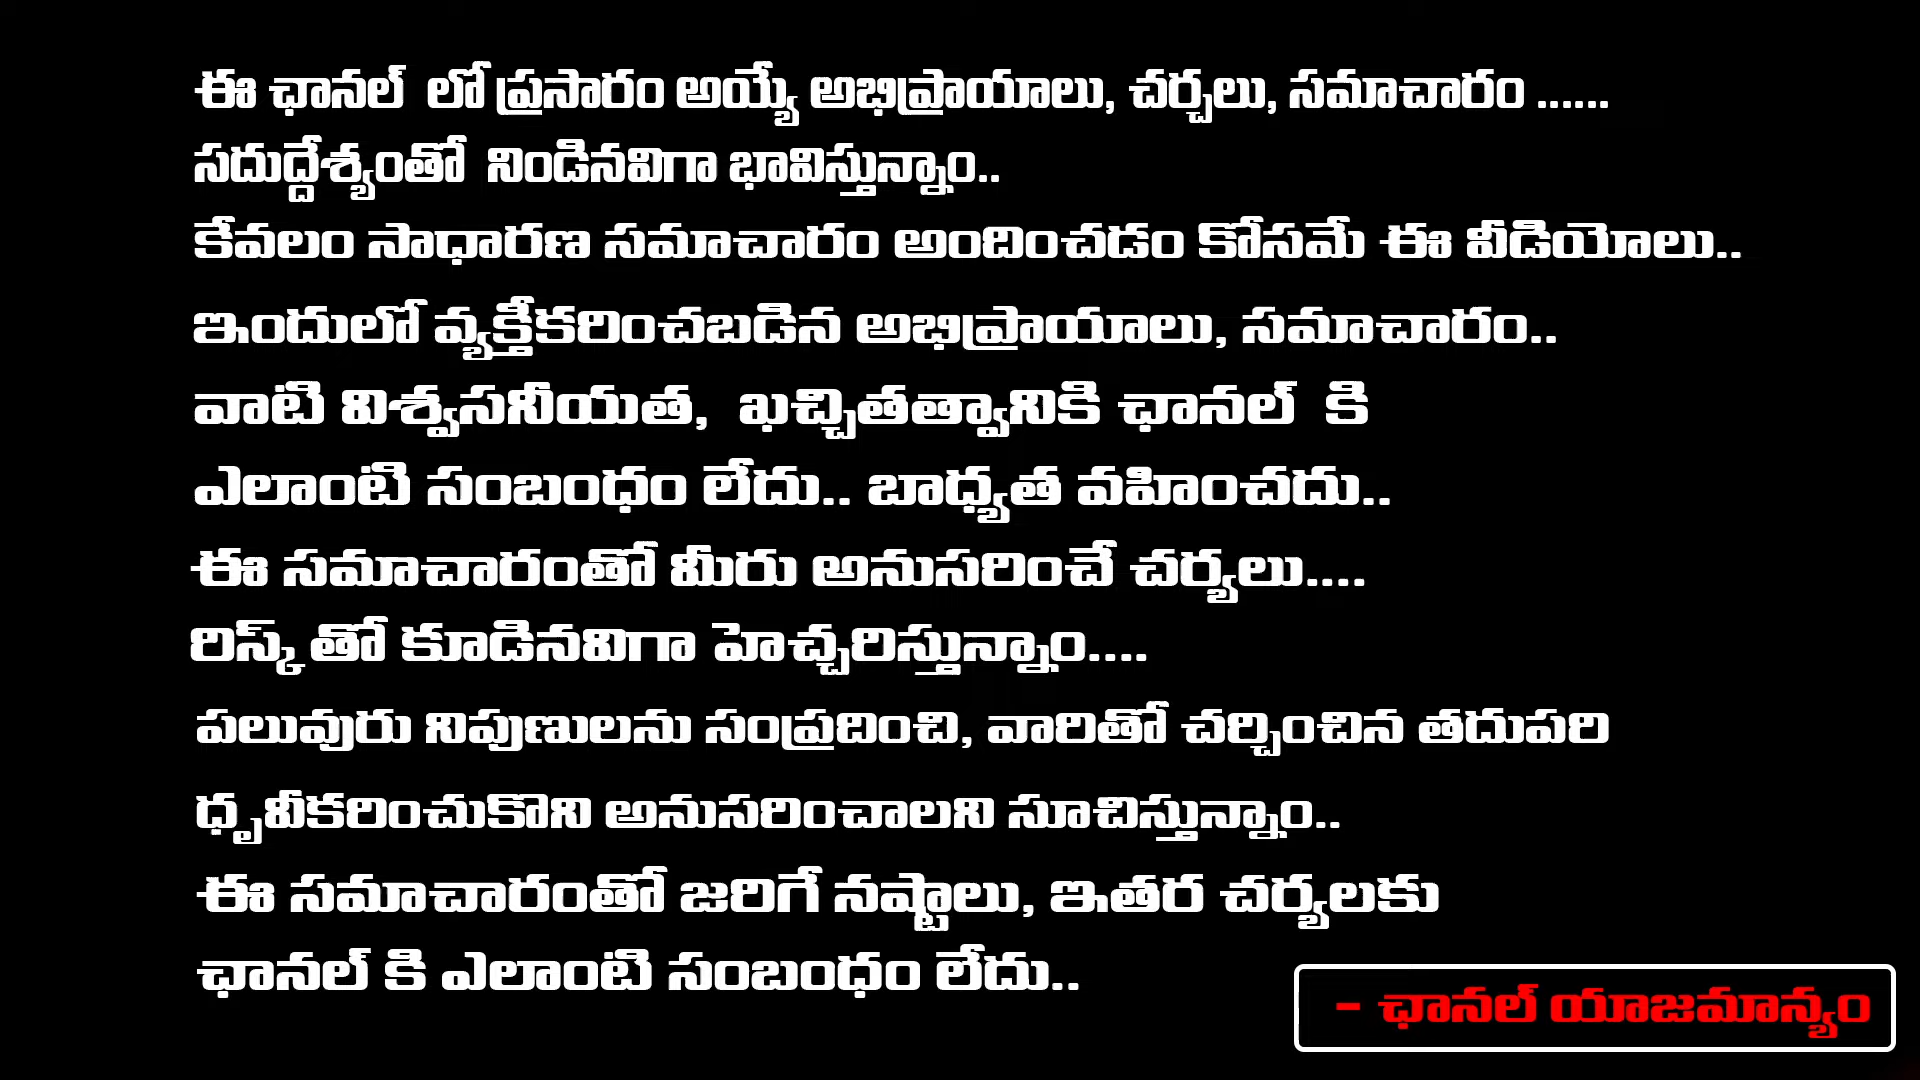 ఈ ఛానల్ లో ప్రసారం అయ్యే అభిప్రాయాలు, చర్చలు, సమాచారం ......
సదుద్దేశ్యంతో నిండినవిగా భావిస్తున్నాం..
కేవలం సాధారణ సమాచారం అందించడం కోసమే ఈ వీడియోలు..
ఇందులో వ్యక్తీకరించబడిన అభిప్రాయాలు, సమాచారం..
వాటి విశ్వసనీయత, ఖచ్చితత్వానికి ఛానల్ కి
ఎలాంటి సంబంధం లేదు.. బాధ్యత వహించదు..
ఈ సమాచారంతో మీరు అనుసరించే చర్యలు....
రిస్క్ తో కూడినవిగా హెచ్చరిస్తున్నాం....
పలువురు నిపుణులను సంప్రదించి, వారితో చర్చించిన తదుపరి
ధృవీకరించుకొని అనుసరించాలని సూచిస్తున్నాం..
ఈ సమాచారంతో జరిగే నష్టాలు, ఇతర చర్యలకు
ఛానల్ కి ఎలాంటి సంబంధం లేదు..
- ఛానల్ యాజమాన్యం